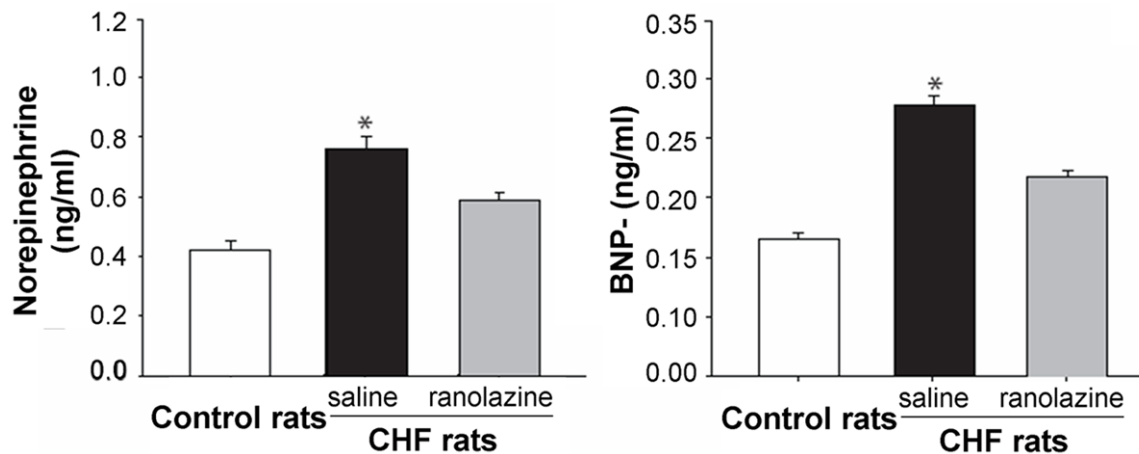 Norepinephrine
(ng/ml)
1.2
1.0
0.8
0.6
0.4
0.2
0.0
*
saline ranolazine
Control rats
CHF rats
BNP- (ng/ml)
0.35
0.30
0.25
0.20
0.15
0.10
0.00
*
saline ranolazine
Control rats
CHF rats